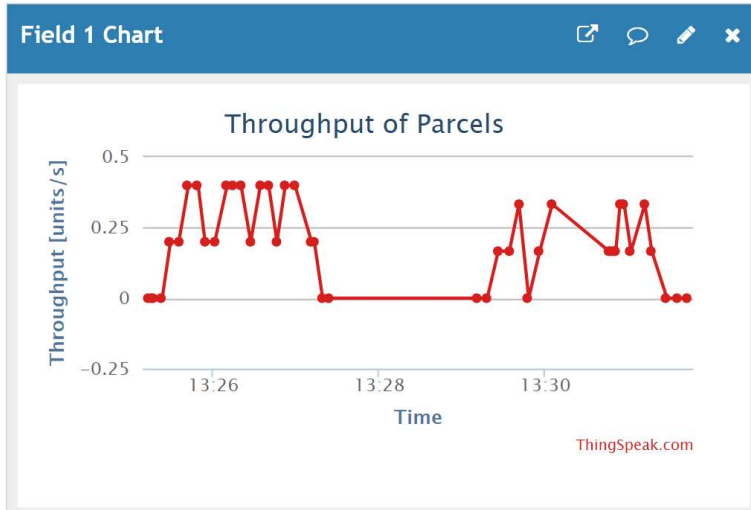 Field 1 Chart
Throughput of Parcels
Throughput [units/s]
0.5
0.25
0
−0.25
13:26
13:28
13:30
Time
ThingSpeak.com